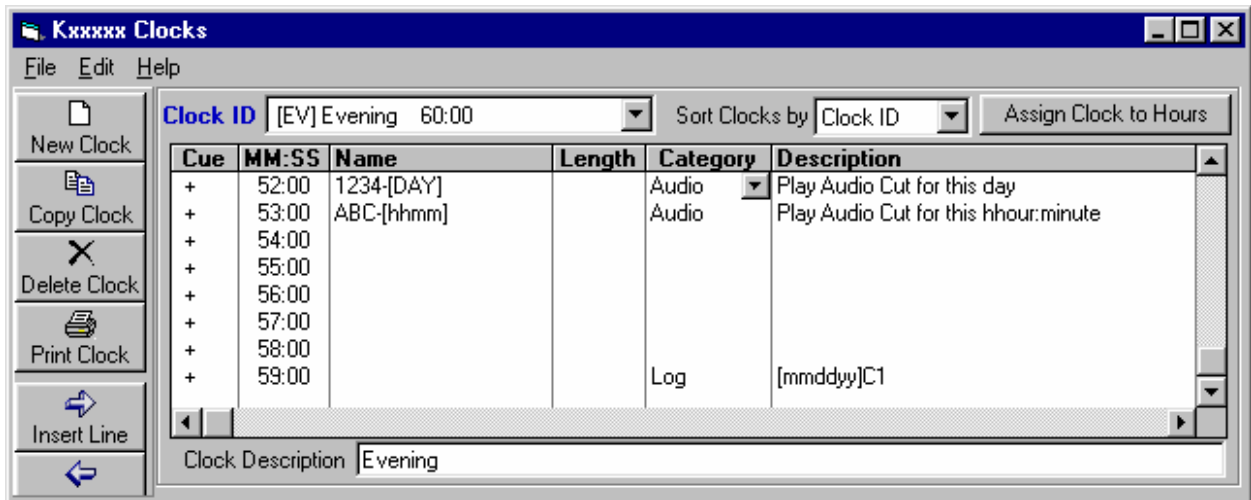 Kxxxxx Clocks
File Edit Help
New Clock
Copy Clock
Delete Clock
Print Clock
Insert Line
Clock ID [EV] Evening 60:00 Sort Clocks by Clock ID Assign Clock to Hours
Cue MM:SS Name Length Category Description
+ 52:00 1234-[DAY] Audio Play Audio Cut for this day
+ 53:00 ABC-[hhmm] Audio Play Audio Cut for this hhour:minute
+ 54:00
+ 55:00
+ 56:00
+ 57:00
+ 58:00
+ 59:00 Log [mmddyy]C1
Clock Description Evening